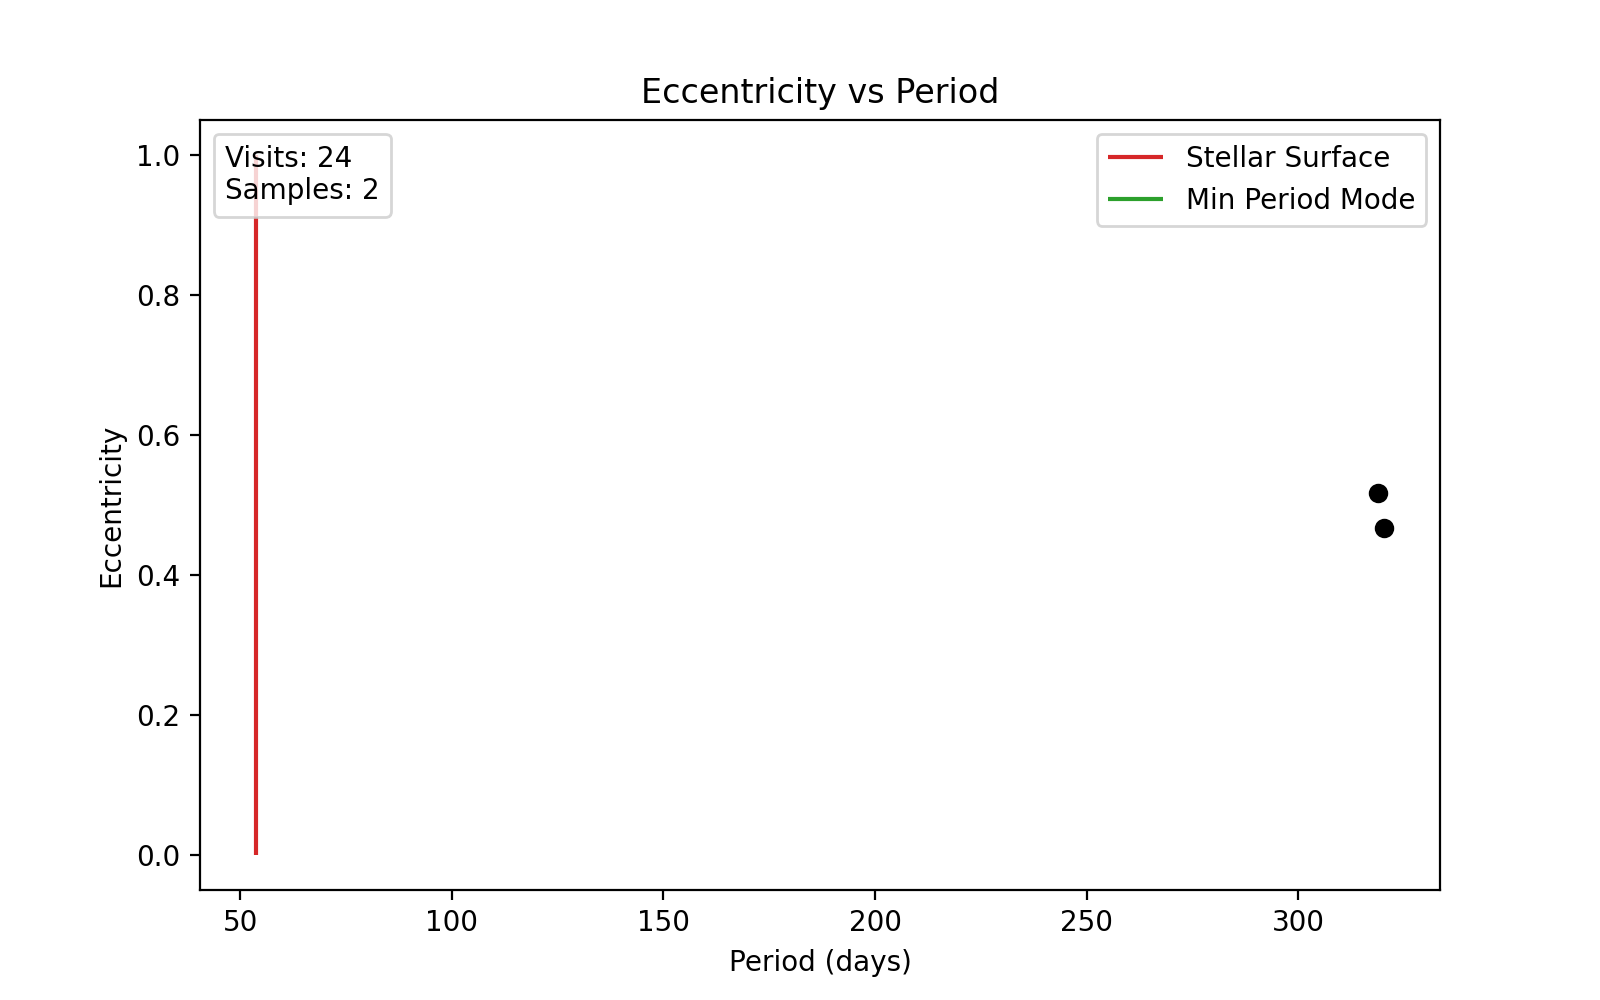 Eccentricity vs Period
Visits: 24
Samples: 2
Stellar Surface
Min Period Mode
Eccentricity
1.0
0.8
0.6
0.4
0.2
0.0
50 100 150 200 250 300
Period (days)